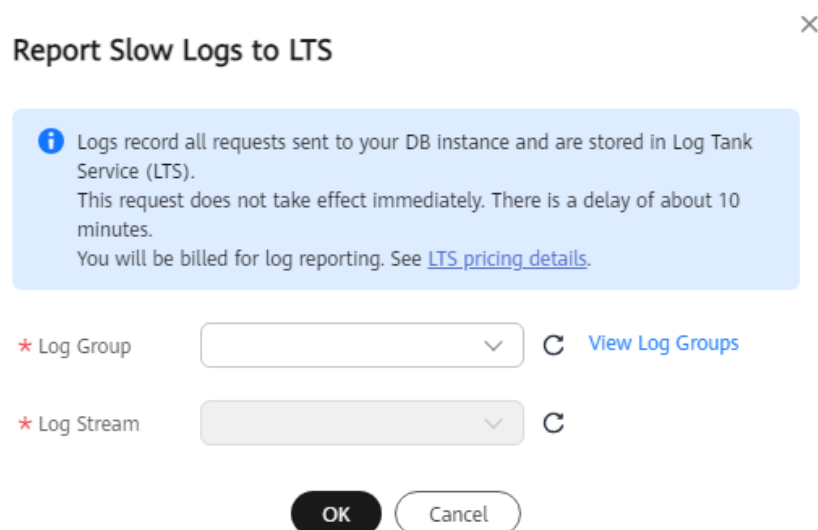 Report Slow Logs to LTS
Logs record all requests sent to your DB instance and are stored in Log Tank
Service (LTS).
This request does not take effect immediately. There is a delay of about 10
minutes.
You will be billed for log reporting. See LTS pricing details.
* Log Group
View Log Groups
* Log Stream
OK
Cancel